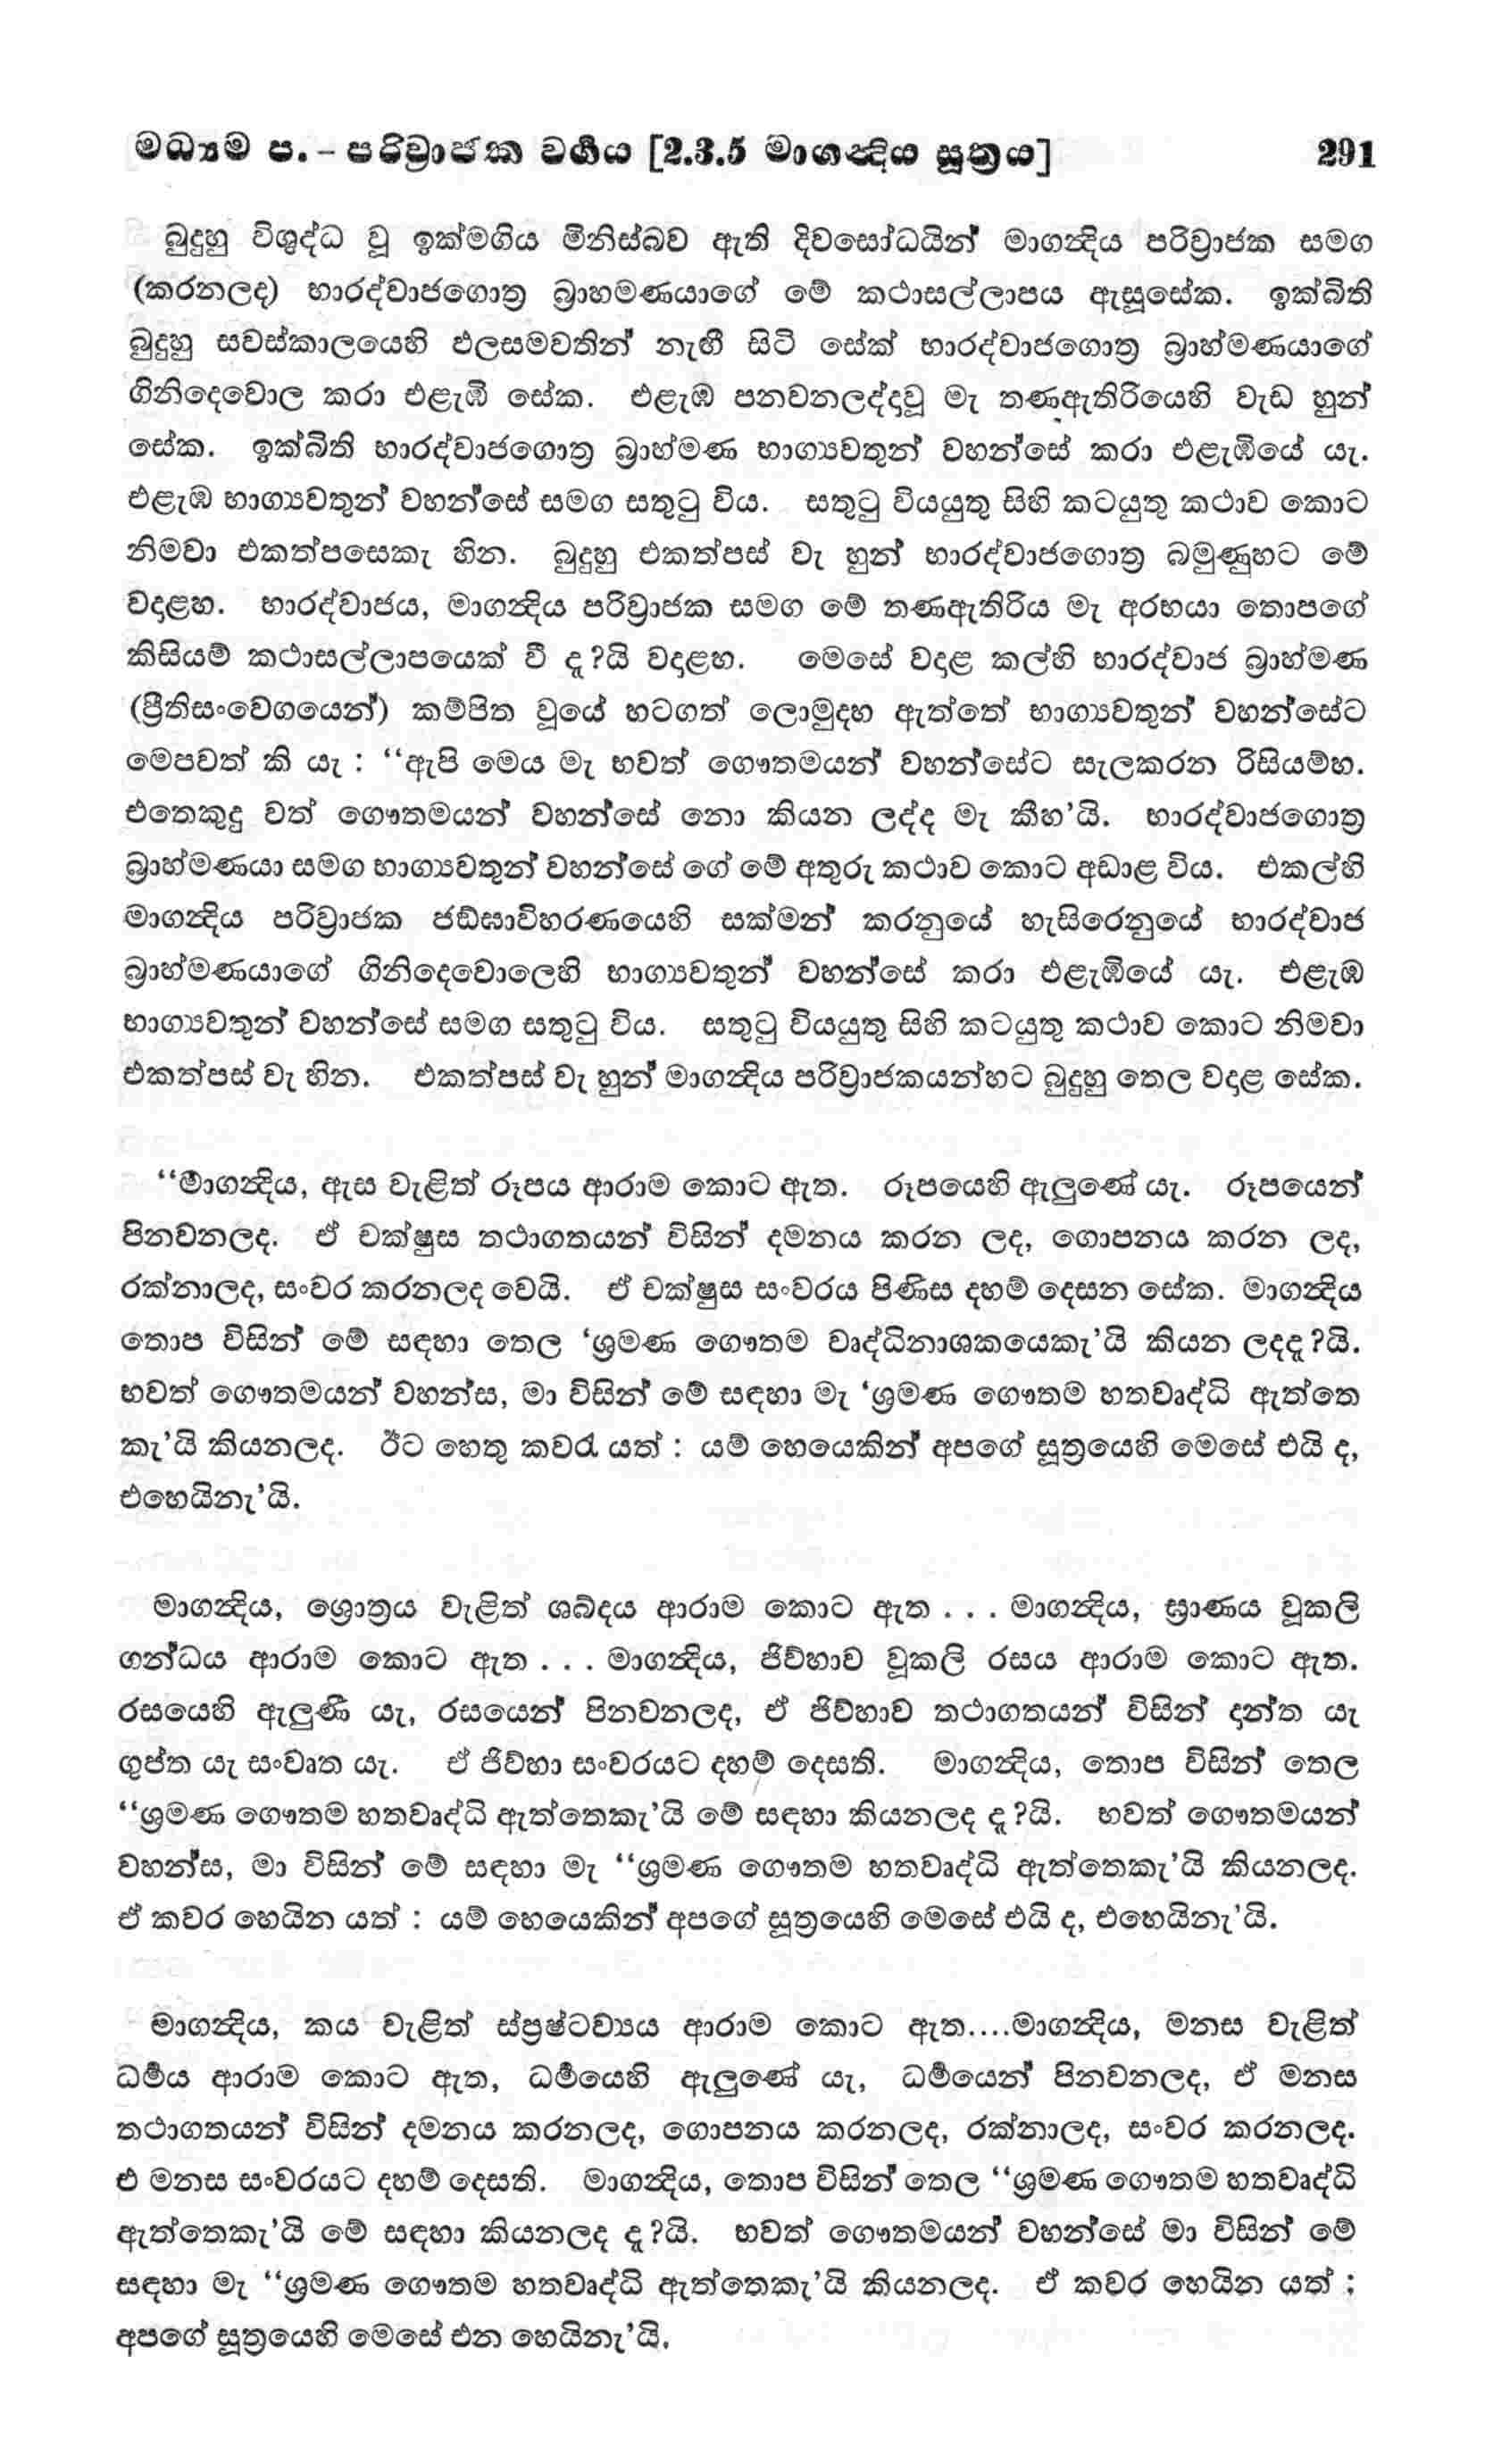 මධ්‍යම ප. – පරිව්‍රාජක වර්‍ගය [2.3.5 මාගන්‍දිය සූත්‍රය] 291
බුදුහු විශුද්ධ වූ ඉක්මගිය මිනිස්බව ඇති දිවසෝධයින් මාගන්‍දිය පරිව්‍රාජක සමග
(කරනලද) භාරද්වාජගොත්‍ර බ්‍රාහමණයාගේ මේ කථාසල්ලාපය ඇසූසේක. ඉක්බිති
බුදුහු සවස්කාලයෙහි ඵලසමවතින් නැඟී සිටි සේක් භාරද්වාජගොත්‍ර බ්‍රාහ්මණයාගේ
ගිනිදෙවොල කරා එළැඹි සේක. එළැඹ පනවනලද්දාවූ මැ තණඇතිරියෙහි වැඩ හුන්
සේක. ඉක්බිති භාරද්වාජගොත්‍ර බ්‍රාහ්මණ භාග්‍යවතුන් වහන්සේ කරා එළැඹියේ යැ.
එළැඹ භාග්‍යවතුන් වහන්සේ සමග සතුටු විය. සතුටු වියයුතු සිහි කටයුතු කථාව කොට
නිමවා එකත්පසෙකැ හින. බුදුහු එකත්පස් වැ හුන් භාරද්වාජගොත්‍ර බමුණුහට මේ
වදාළහ. භාරද්වාජය, මාගන්‍දිය පරිව්‍රාජක සමග මේ තණඇතිරිය මැ අරභයා තොපගේ
කිසියම් කථාසල්ලාපයෙක් වී දැ?යි වදාළහ. මෙසේ වදාළ කල්හි භාරද්වාජ බ්‍රාහ්මණ
(ප්‍රීතිසංවෙගයෙන්) කම්පිත වූයේ හටගත් ලොමුදහ ඇත්තේ භාග්‍යවතුන් වහන්සේට
මෙපවත් කි යැ : “ඇපි මෙය මැ භවත් ගෞතමයන් වහන්සේට සැලකරන රිසියම්හ.
එතෙකුදු වත් ගෞතමයන් වහන්සේ නො කියන ලද්ද මැ කීහ’යි. භාරද්වාජගොත්‍ර
බ්‍රාහ්මණයා සමග භාග්‍යවතුන් වහන්සේ ගේ මේ අතුරු කථාව කොට අඩාළ විය. එකල්හි
මාගන්‍දිය පරිව්‍රාජක ජඞ්ඝාවිහරණයෙහි සක්මන් කරනුයේ හැසිරෙනුයේ භාරද්වාජ
බ්‍රාහ්මණයාගේ ගිනිදෙවොලෙහි භාග්‍යවතුන් වහන්සේ කරා එළැඹියේ යැ. එළැඹ
භාග්‍යවතුන් වහන්සේ සමග සතුටු විය. සතුටු වියයුතු සිහි කටයුතු කථාව කොට නිමවා
එකත්පස් වැ හින. එකත්පස් වැ හුන් මාගන්‍දිය පරිව්‍රාජකයන්හට බුදුහු තෙල වදාළ සේක.
“මාගන්‍දිය, ඇස වැළිත් රූපය ආරාම කොට ඇත. රූපයෙහි ඇලුණේ යැ. රූපයෙන්
පිනවනලද. ඒ චක්ෂුස තථාගතයන් විසින් දමනය කරන ලද, ගොපනය කරන ලද,
රක්නාලද, සංවර කරනලද වෙයි. ඒ චක්ෂුස සංවරය පිණිස දහම් දෙසන සේක. මාගන්‍දිය
තොප විසින් මේ සඳහා තෙල ‘ශ්‍රමණ ගෞතම වෘද්ධිනාශකයෙකැ’යි කියන ලදදැ?යි.
භවත් ගෞතමයන් වහන්ස, මා විසින් මේ සඳහා මැ ‘ශ්‍රමණ ගෞතම හතවෘද්ධි ඇත්තෙ
කැ’යි කියනලද. ඊට හෙතු කවරැ යත් : යම් හෙයෙකින් අපගේ සූත්‍රයෙහි මෙසේ එයි ද,
එහෙයිනැ’යි.
මාගන්‍දිය, ශ්‍රොත්‍රය වැළිත් ශබ්දය ආරාම කොට ඇත . . . මාගන්‍දිය, ඝ්‍රාණය වූකලි
ගන්ධය ආරාම කොට ඇත . . . මාගන්‍දිය, ජිව්හාව වූකලි රසය ආරාම කොට ඇත.
රසයෙහි ඇලුණී යැ, රසයෙන් පිනවනලද, ඒ ජිව්හාව තථාගතයන් විසින් දාන්ත යැ
ගුප්ත යැ සංවෘත යැ. ඒ ජිව්හා සංවරයට දහම් දෙසති. මාගන්‍දිය, තොප විසින් තෙල
“ශ්‍රමණ ගෞතම හතවෘද්ධි ඇත්තෙකැ’යි මේ සඳහා කියනලද දැ?යි. භවත් ගෞතමයන්
වහන්ස, මා විසින් මේ සඳහා මැ “ශ්‍රමණ ගෞතම හතවෘද්ධි ඇත්තෙකැ’යි කියනලද.
ඒ කවර හෙයින යත් : යම් හෙයෙකින් අපගේ සූත්‍රයෙහි මෙසේ එයි ද, එහෙයිනැ’යි.
මාගන්‍දිය, කය වැළිත් ස්ප්‍රෂ්ටව්‍යය ආරාම කොට ඇත....මාගන්‍දිය, මනස වැළිත්
ධර්‍මය ආරාම කොට ඇත, ධර්‍මයෙහි ඇලුණේ යැ, ධර්‍මයෙන් පිනවනලද, ඒ මනස
තථාගතයන් විසින් දමනය කරනලද, ගොපනය කරනලද, රක්නාලද, සංවර කරනලද.
එ මනස සංවරයට දහම් දෙසති. මාගන්‍දිය, තොප විසින් තෙල “ශ්‍රමණ ගෞතම හතවෘද්ධි
ඇත්තෙකැ’යි මේ සඳහා කියනලද දැ?යි. භවත් ගෞතමයන් වහන්සේ මා විසින් මේ
සඳහා මැ “ශ්‍රමණ ගෞතම හතවෘද්ධි ඇත්තෙකැ’යි කියනලද. ඒ කවර හෙයින යත් ;
අපගේ සූත්‍රයෙහි මෙසේ එන හෙයිනැ’යි.